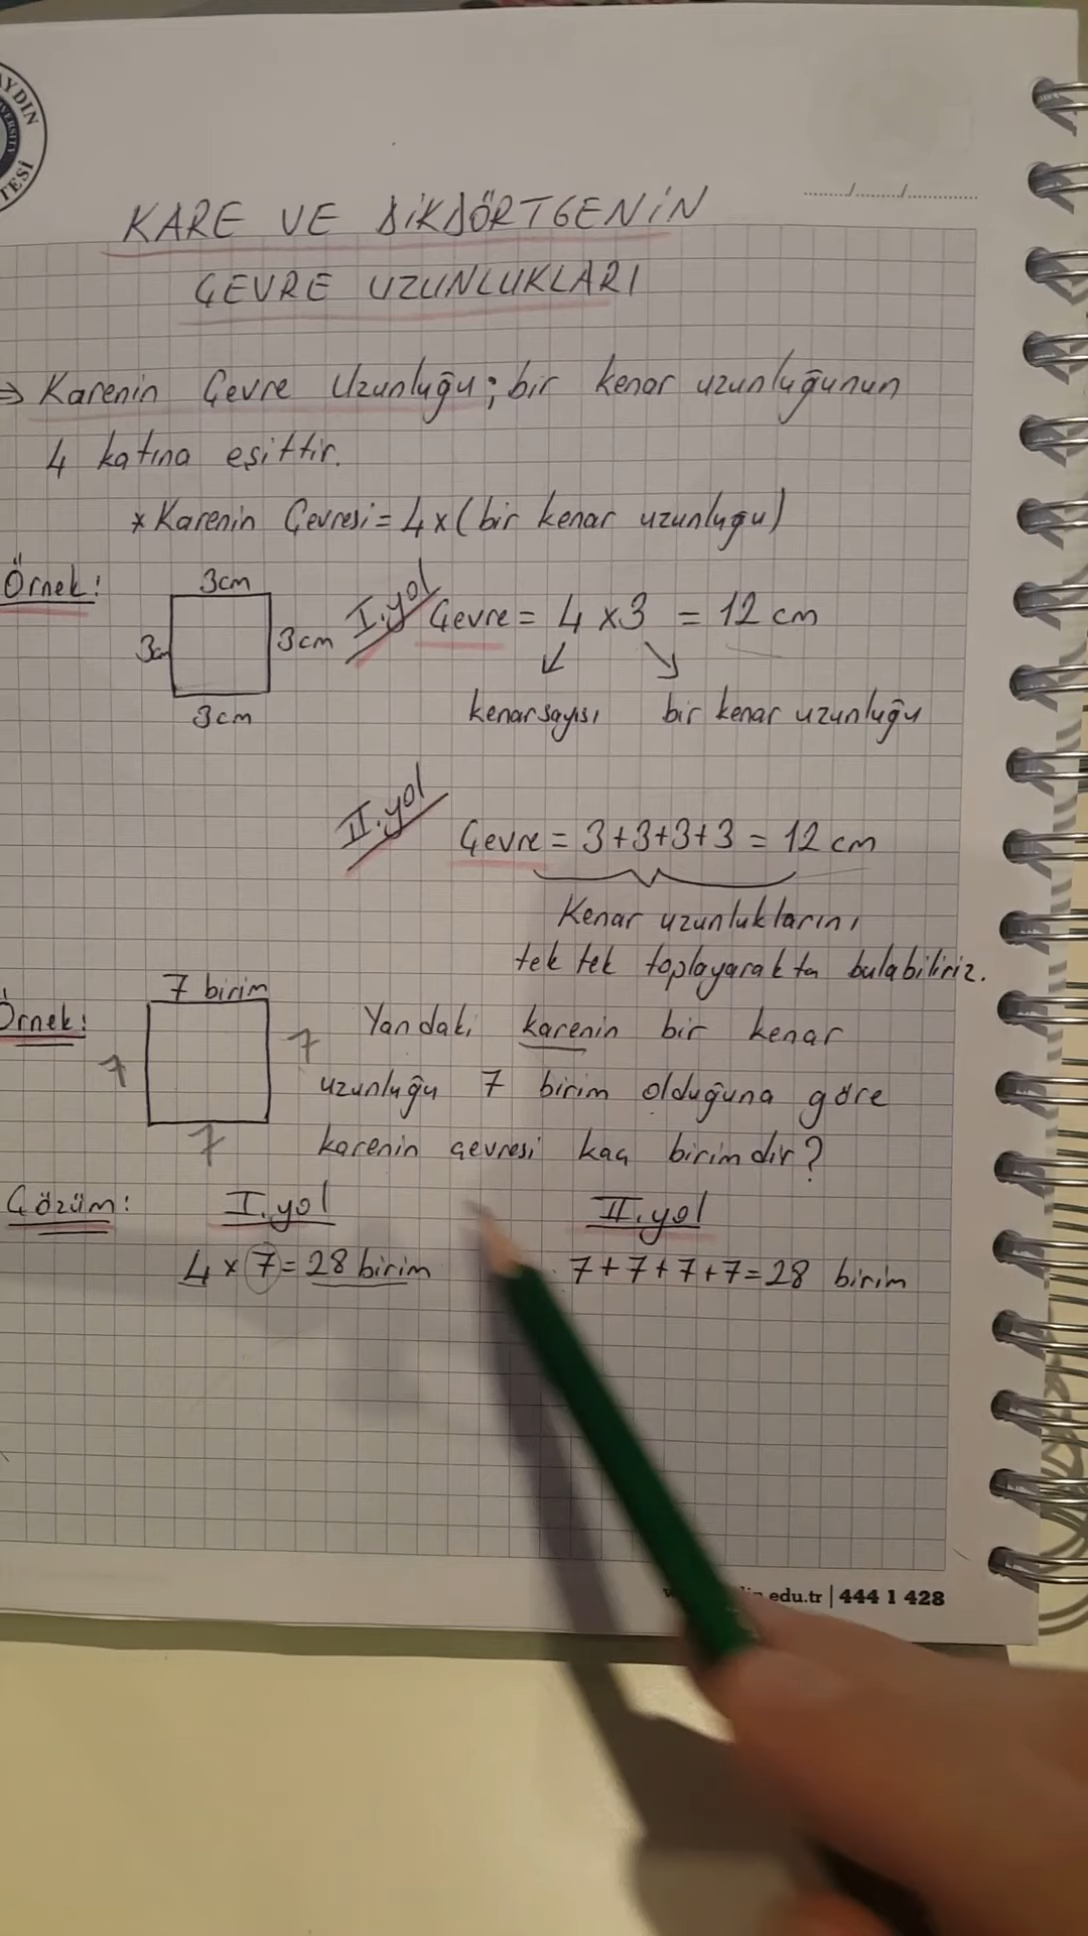 AYDIN
TESİ
...../...../.....
KARE VE DİKDÖRTGENİN
ÇEVRE UZUNLUKLARI
⇒ Karenin Çevre Uzunluğu; bir kenar uzunluğunun
4 katına eşittir.
* Karenin Çevresi = 4 x (bir kenar uzunluğu)
Örnek:
3cm
3cm
3cm
3cm
I. yol Çevre = 4 x 3 = 12 cm
kenar sayısı bir kenar uzunluğu
II. yol Çevre = 3+3+3+3 = 12 cm
Kenar uzunluklarını
tek tek toplayarakta bulabiliriz.
Örnek:
7 birim
7
7
7
Yandaki karenin bir kenar
uzunluğu 7 birim olduğuna göre
karenin çevresi kaç birimdir?
Çözüm: I. yol II. yol
4 x 7 = 28 birim 7+7+7+7=28 birim
edu.tr | 444 1 428